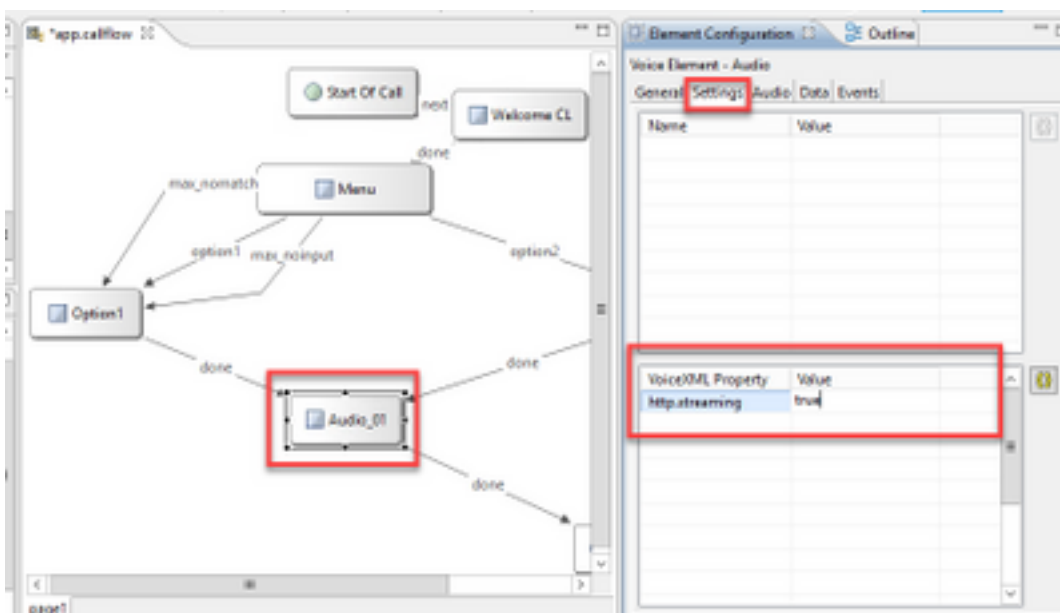 *app.callflow
Start Of Call
next
Welcome CL
done
Menu
max_nomatch
option1
max_noinput
option2
Option1
done
done
Audio_01
done
page1
Element Configuration
Outline
Voice Element - Audio
General Settings Audio Data Events
Name Value
VoiceXML Property Value
http.streaming true